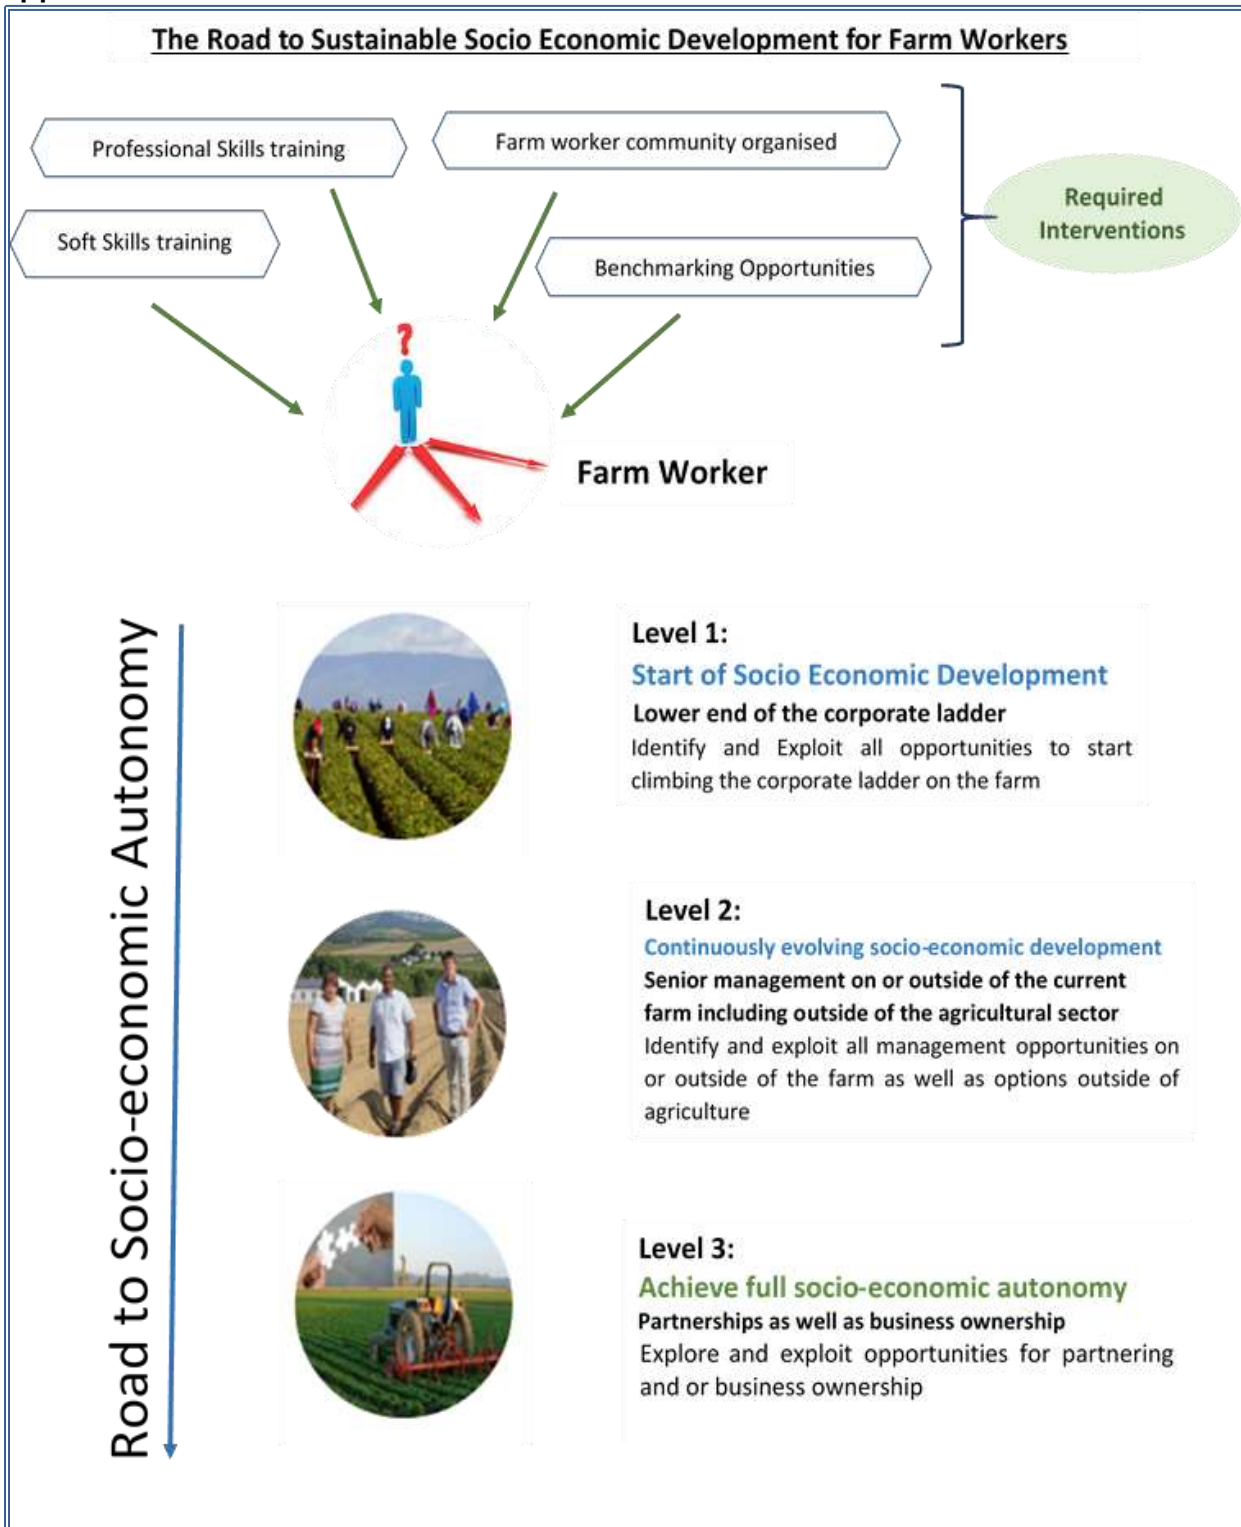 The Road to Sustainable Socio Economic Development for Farm Workers
Professional Skills training
Farm worker community organised
Soft Skills training
Benchmarking Opportunities
Required
Interventions
?
Farm Worker
Road to Socio-economic Autonomy
Level 1:
Start of Socio Economic Development
Lower end of the corporate ladder
Identify and Exploit all opportunities to start
climbing the corporate ladder on the farm
Level 2:
Continuously evolving socio-economic development
Senior management on or outside of the current
farm including outside of the agricultural sector
Identify and exploit all management opportunities on
or outside of the farm as well as options outside of
agriculture
Level 3:
Achieve full socio-economic autonomy
Partnerships as well as business ownership
Explore and exploit opportunities for partnering
and or business ownership